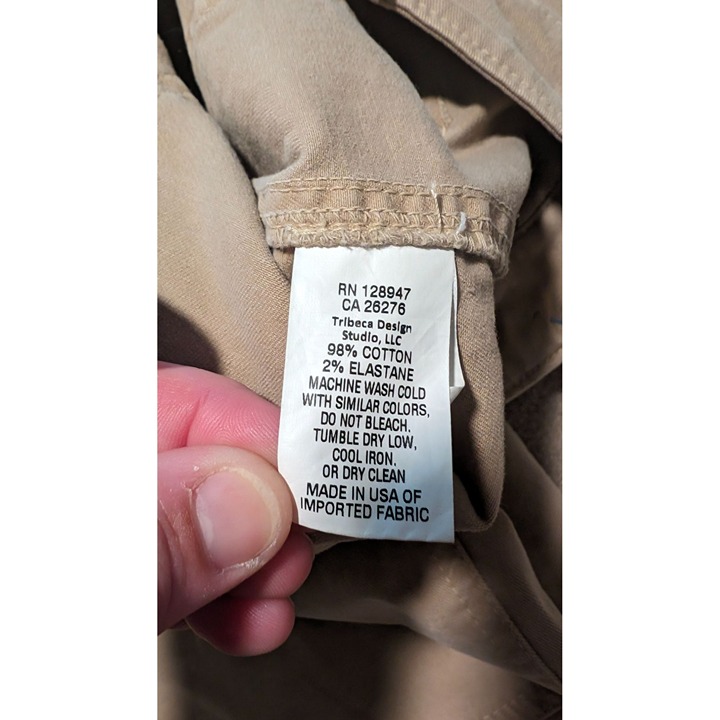 RN 128947
CA 26276
Tribeca Design
Studio, LLC
98% COTTON
2% ELASTANE
MACHINE WASH COLD
WITH SIMILAR COLORS,
DO NOT BLEACH,
TUMBLE DRY LOW,
COOL IRON,
OR DRY CLEAN
MADE IN USA OF
IMPORTED FABRIC